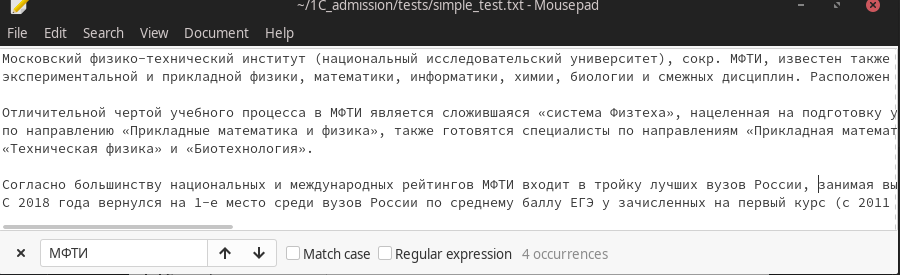 ~/1C_admission/tests/simple_test.txt - Mousepad
File Edit Search View Document Help
Московский физико-технический институт (национальный исследовательский университет), сокр. МФТИ, известен также
экспериментальной и прикладной физики, математики, информатики, химии, биологии и смежных дисциплин. Расположен
Отличительной чертой учебного процесса в МФТИ является сложившаяся «система Физтеха», нацеленная на подготовку у
по направлению «Прикладные математика и физика», также готовятся специалисты по направлениям «Прикладная математ
«Техническая физика» и «Биотехнология».
Согласно большинству национальных и международных рейтингов МФТИ входит в тройку лучших вузов России, занимая вы
С 2018 года вернулся на 1-е место среди вузов России по среднему баллу ЕГЭ у зачисленных на первый курс (с 2011
МФТИ Match case Regular expression 4 occurrences